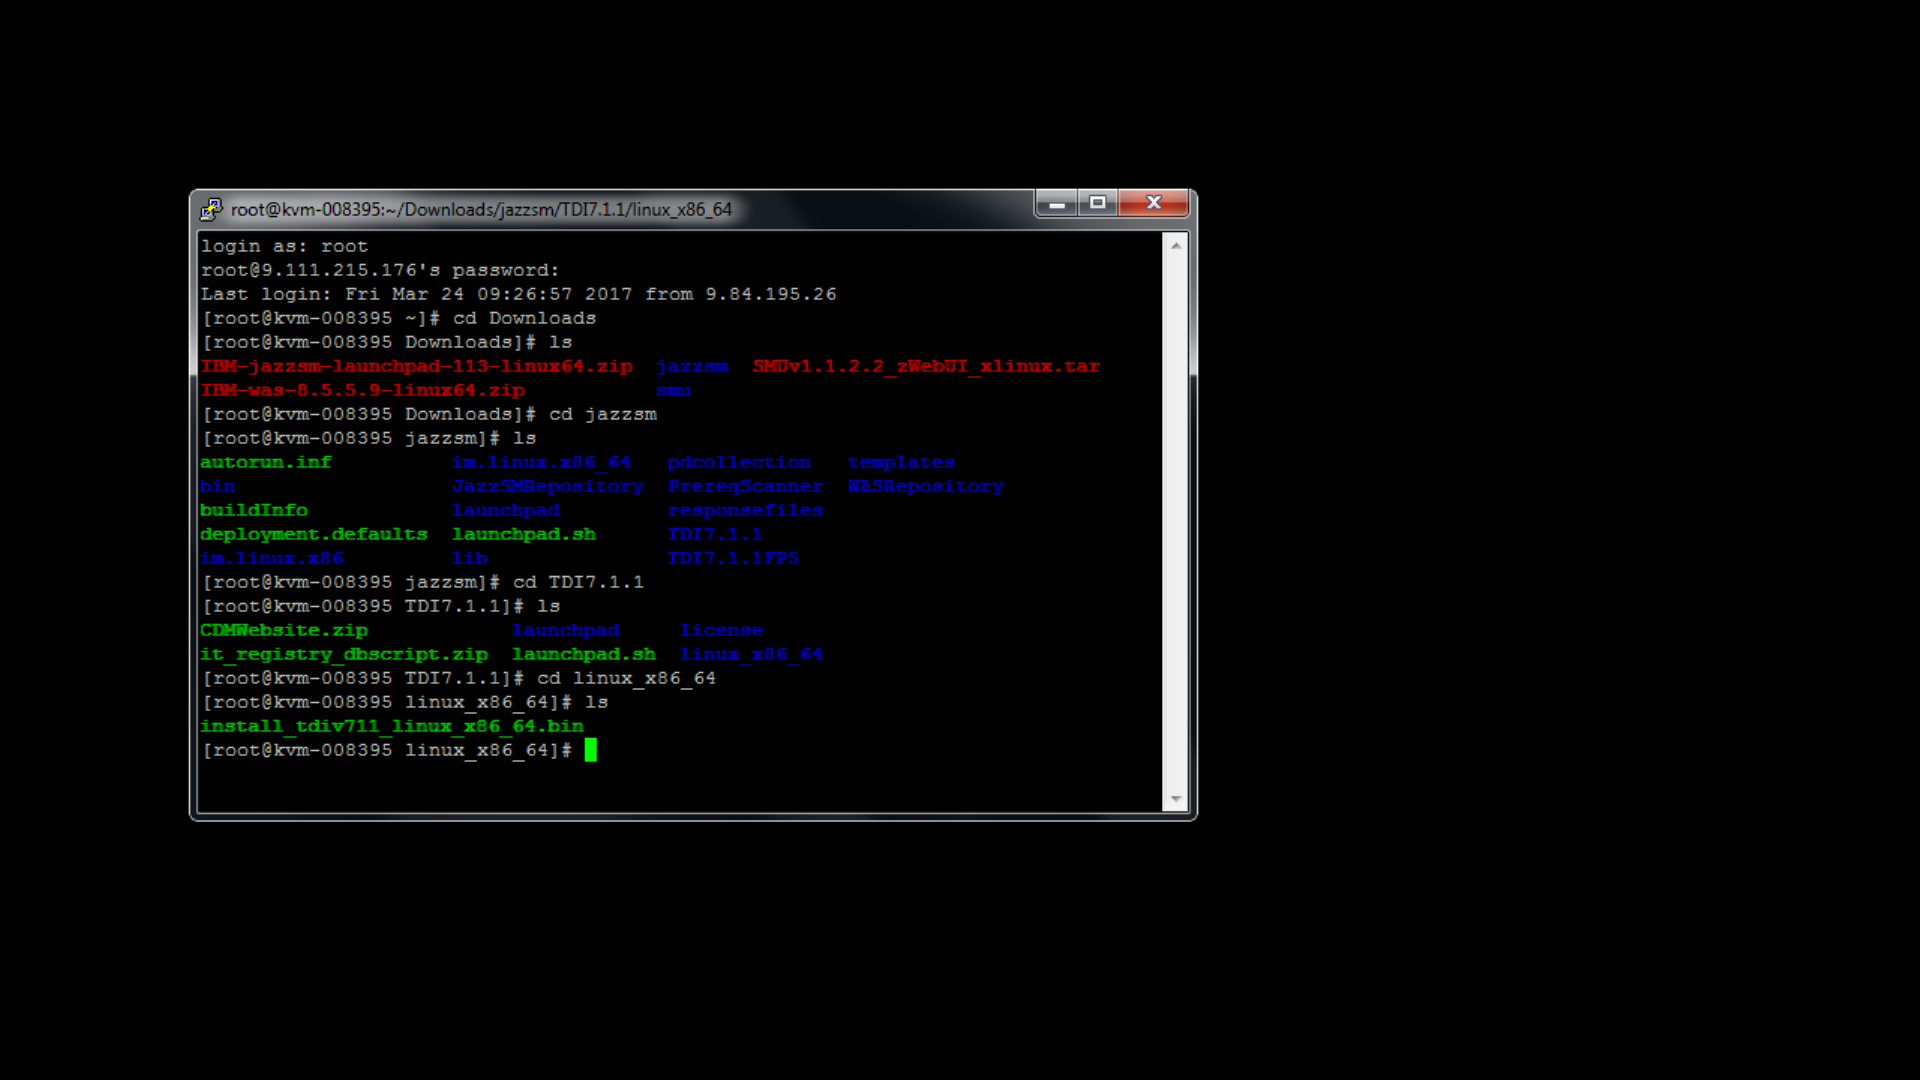 root@kvm-008395:~/Downloads/jazzsm/TDI7.1.1/linux_x86_64
login as: root
root@9.111.215.176's password:
Last login: Fri Mar 24 09:26:57 2017 from 9.84.195.26
[root@kvm-008395 ~]# cd Downloads
[root@kvm-008395 Downloads]# ls
IBM-jazzsm-launchpad-113-linux64.zip  jazzsm  SMUv1.1.2.2_zWebUI_xlinux.tar
IBM-was-8.5.5.9-linux64.zip           smu
[root@kvm-008395 Downloads]# cd jazzsm
[root@kvm-008395 jazzsm]# ls
autorun.inf          im.linux.x86_64   pdcollection   templates
bin                  JazzSMRepository  PrereqScanner  WASRepository
buildInfo            launchpad         responsefiles
deployment.defaults  launchpad.sh      TDI7.1.1
im.linux.x86         lib               TDI7.1.1FP5
[root@kvm-008395 jazzsm]# cd TDI7.1.1
[root@kvm-008395 TDI7.1.1]# ls
CDMWebsite.zip            launchpad     license
it_registry_dbscript.zip  launchpad.sh  linux_x86_64
[root@kvm-008395 TDI7.1.1]# cd linux_x86_64
[root@kvm-008395 linux_x86_64]# ls
install_tdiv711_linux_x86_64.bin
[root@kvm-008395 linux_x86_64]#